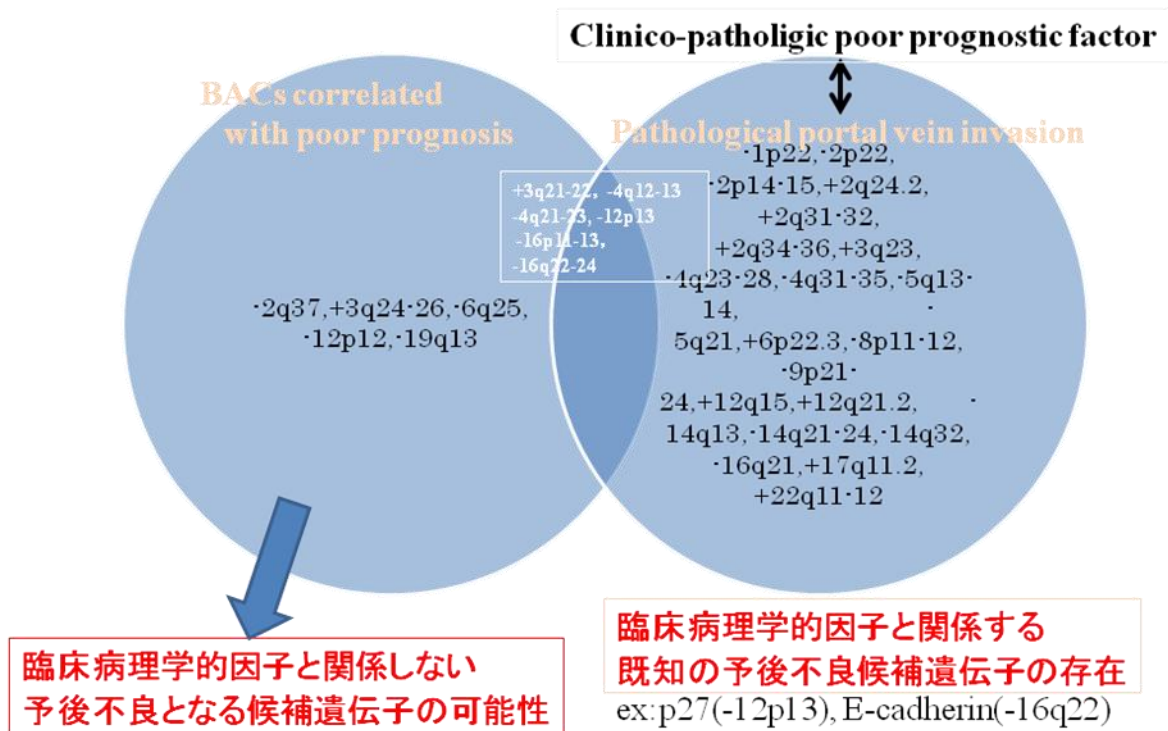 Clinico-patholigic poor prognostic factor
BACs correlated
with poor prognosis
Pathological portal vein invasion
+3q21-22, -4q12-13
-4q21-23, -12p13
-16p11-13,
-16q22-24
-2q37,+3q24-26,-6q25,
-12p12,-19q13
-1p22,-2p22,
-2p14-15,+2q24.2,
+2q31-32,
+2q34-36,+3q23,
-4q23-28,-4q31-35,-5q13-
14, -
5q21,+6p22.3,-8p11-12,
-9p21-
24,+12q15,+12q21.2, -
14q13,-14q21-24,-14q32,
-16q21,+17q11.2,
+22q11-12
臨床病理学的因子と関係しない
予後不良となる候補遺伝子の可能性
臨床病理学的因子と関係する
既知の予後不良候補遺伝子の存在
ex:p27(-12p13), E-cadherin(-16q22)